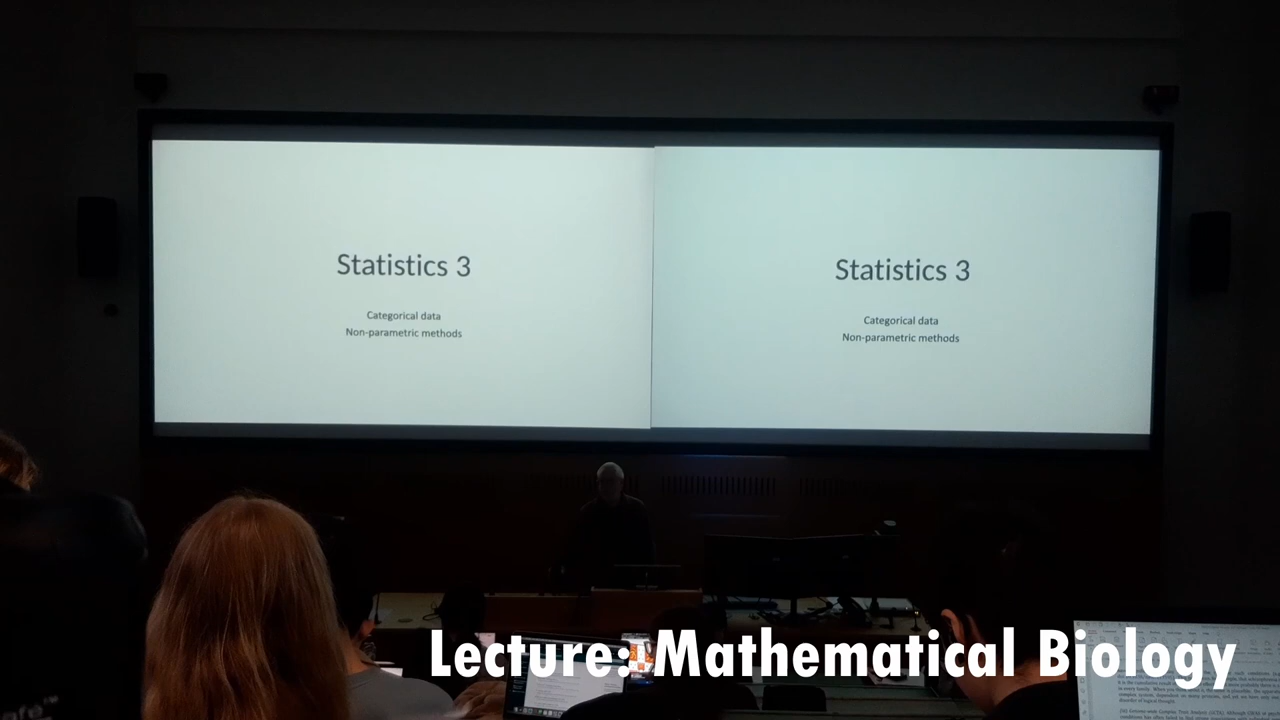 Statistics 3
Categorical data
Non-parametric methods
Statistics 3
Categorical data
Non-parametric methods
Lecture: Mathematical Biology